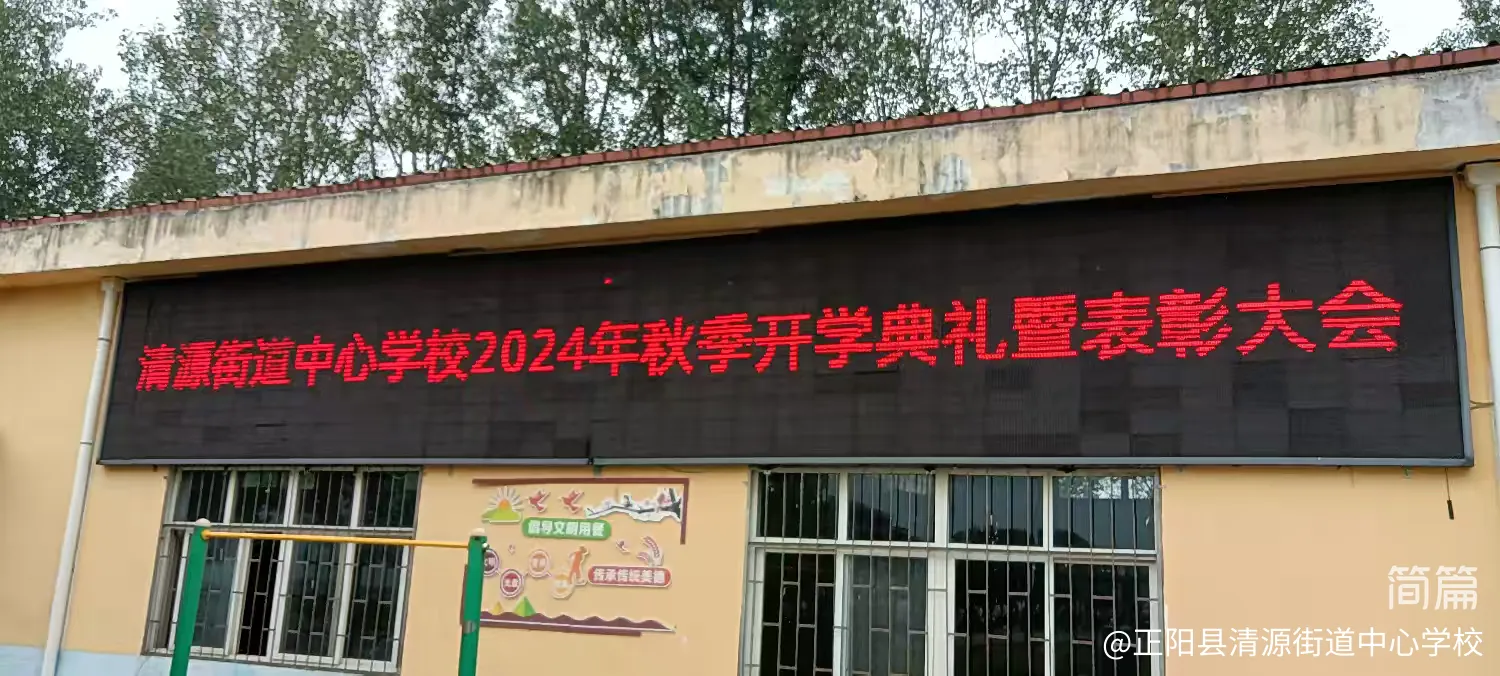 清源街道中心学校2024年秋季开学典礼暨表彰大会
倡导文明用餐
传承传统美德
简篇
@正阳县清源街道中心学校